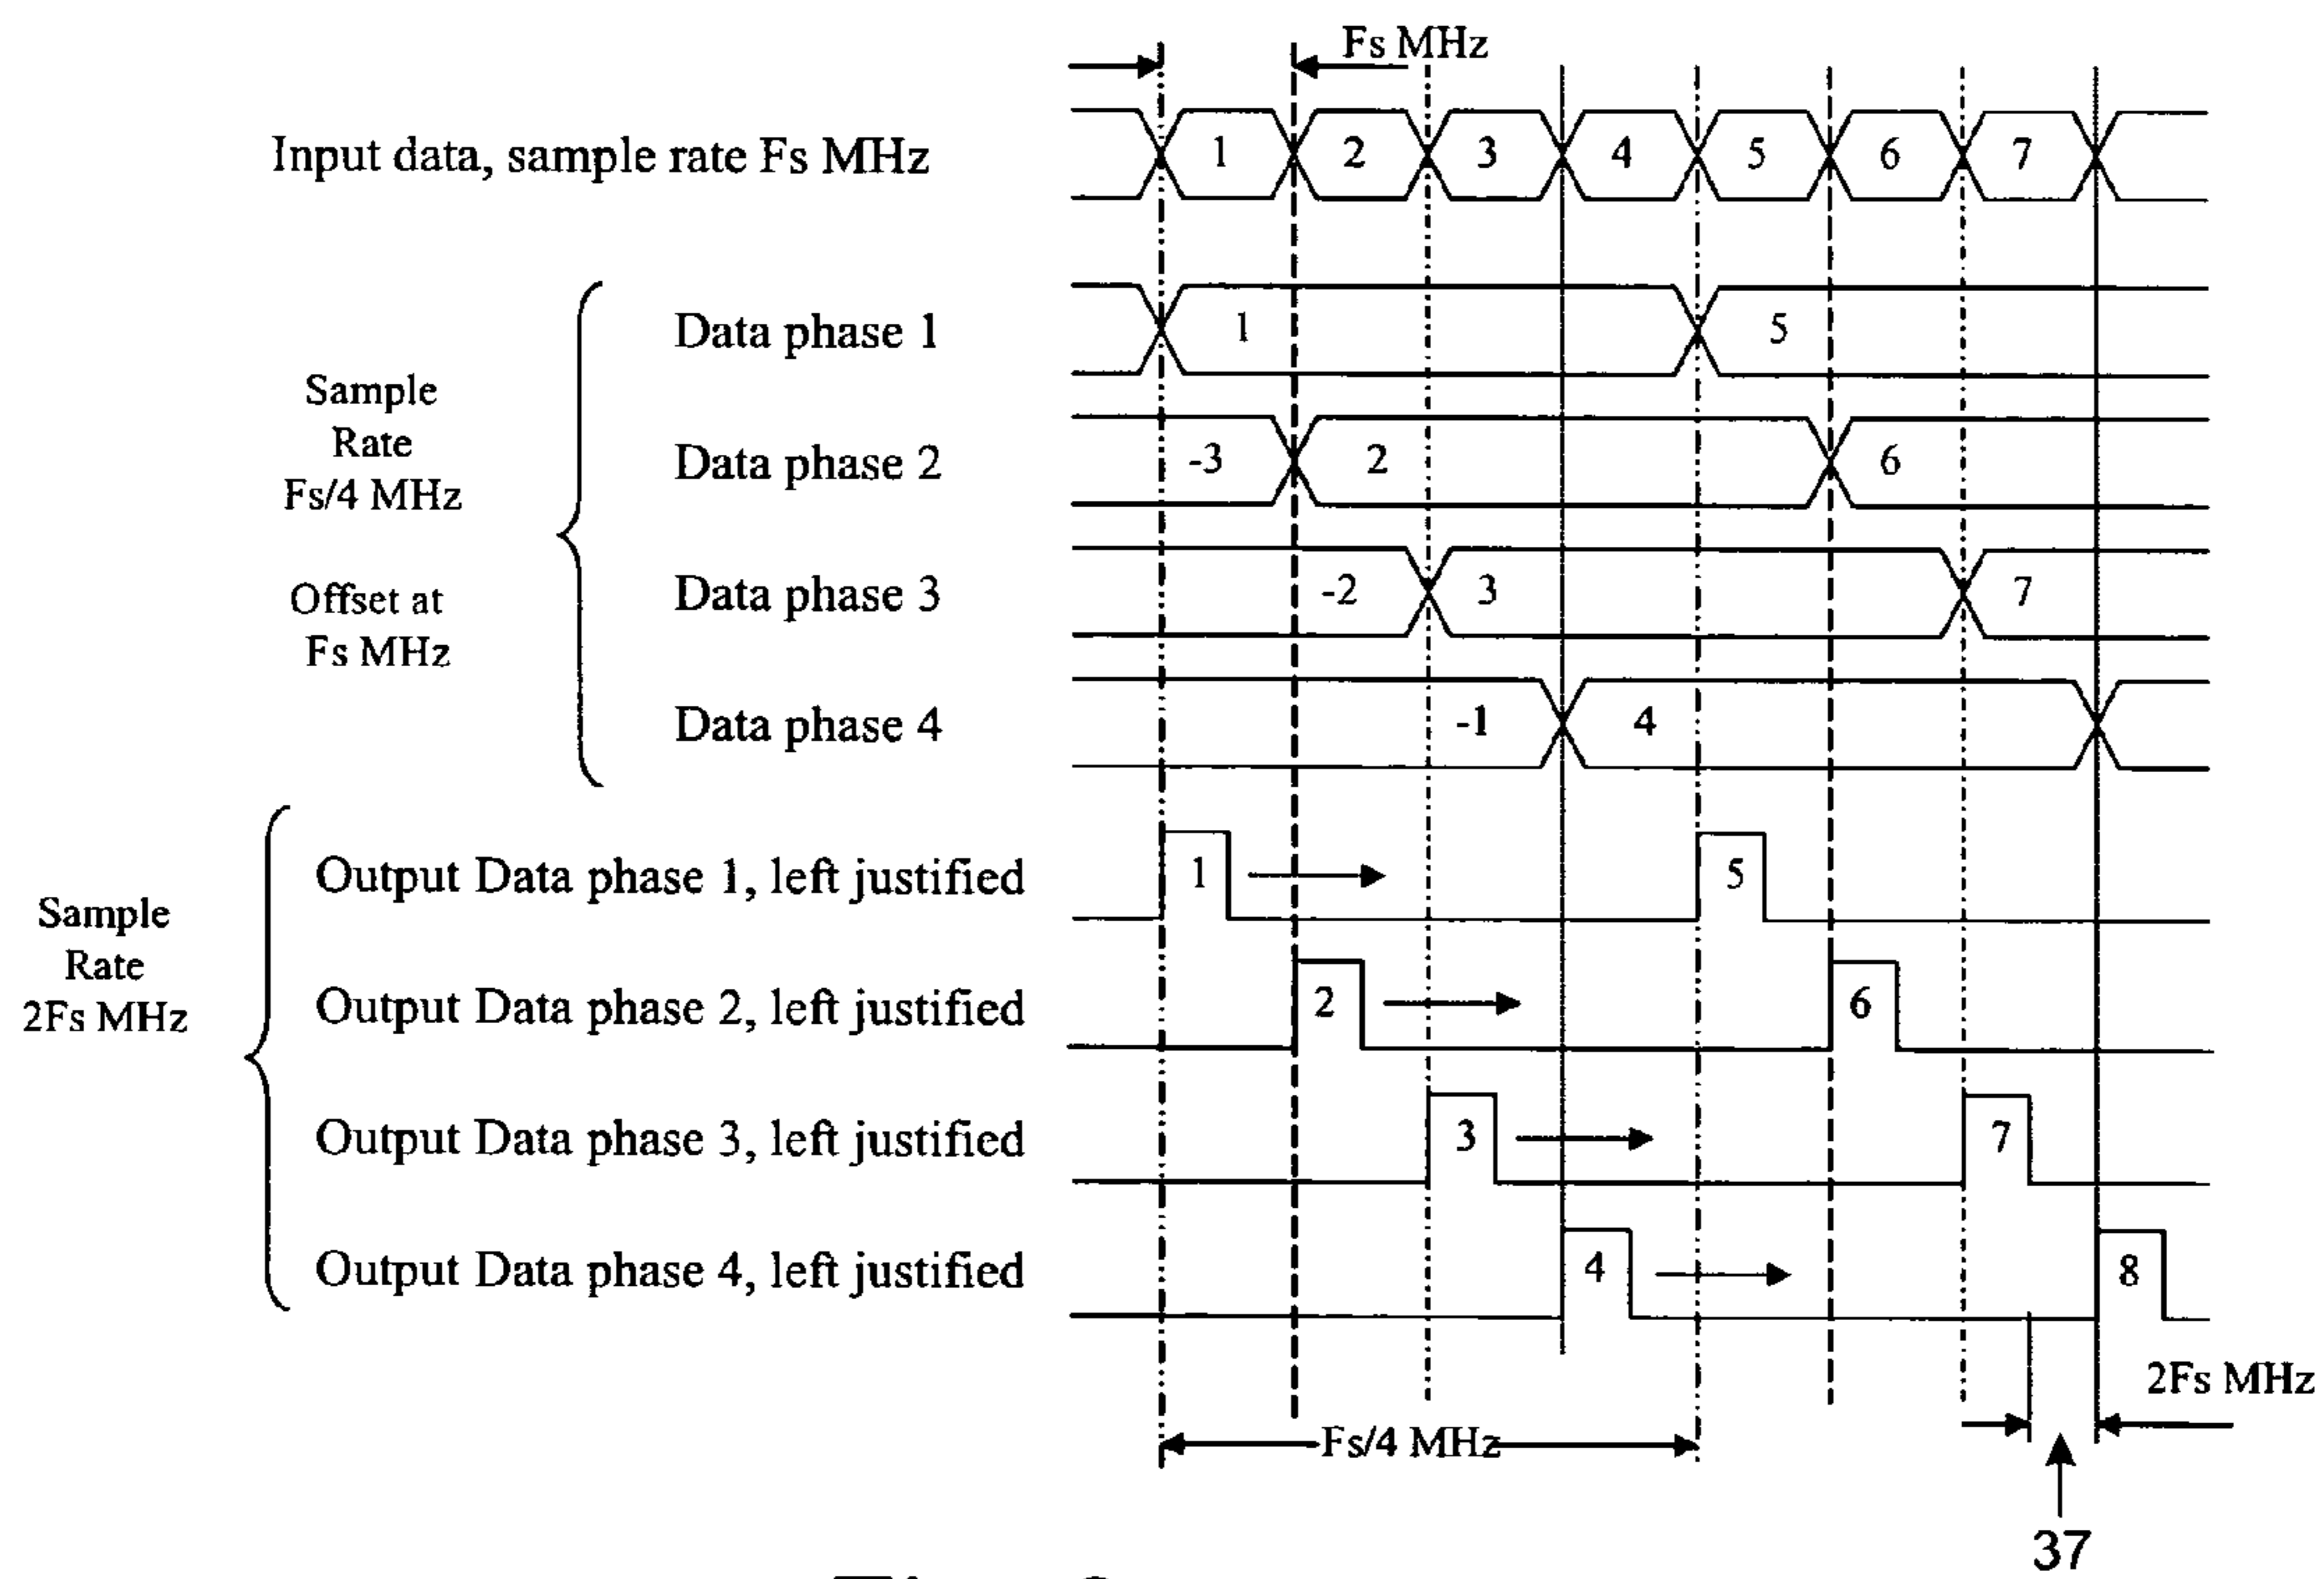 Fs MHz
Input data, sample rate Fs MHz
1 2 3 4 5 6 7
Sample
Rate
Fs/4 MHz
Offset at
Fs MHz
Data phase 1
1 5
Data phase 2
-3 2 6
Data phase 3
-2 3 7
Data phase 4
-1 4
Sample
Rate
2Fs MHz
Output Data phase 1, left justified
1 5
Output Data phase 2, left justified
2 6
Output Data phase 3, left justified
3 7
Output Data phase 4, left justified
4 8
2Fs MHz
Fs/4 MHz
37